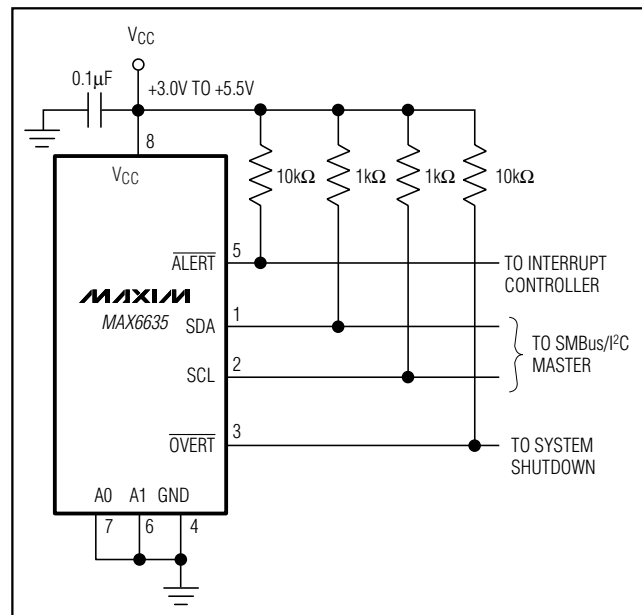 VCC
0.1µF
+3.0V TO +5.5V
8
VCC
10kΩ
1kΩ
1kΩ
10kΩ
ALERT
5
TO INTERRUPT
CONTROLLER
MAXIM
MAX6635
SDA
1
TO SMBus/I²C
MASTER
SCL
2
OVERT
3
TO SYSTEM
SHUTDOWN
A0 A1 GND
7 6 4